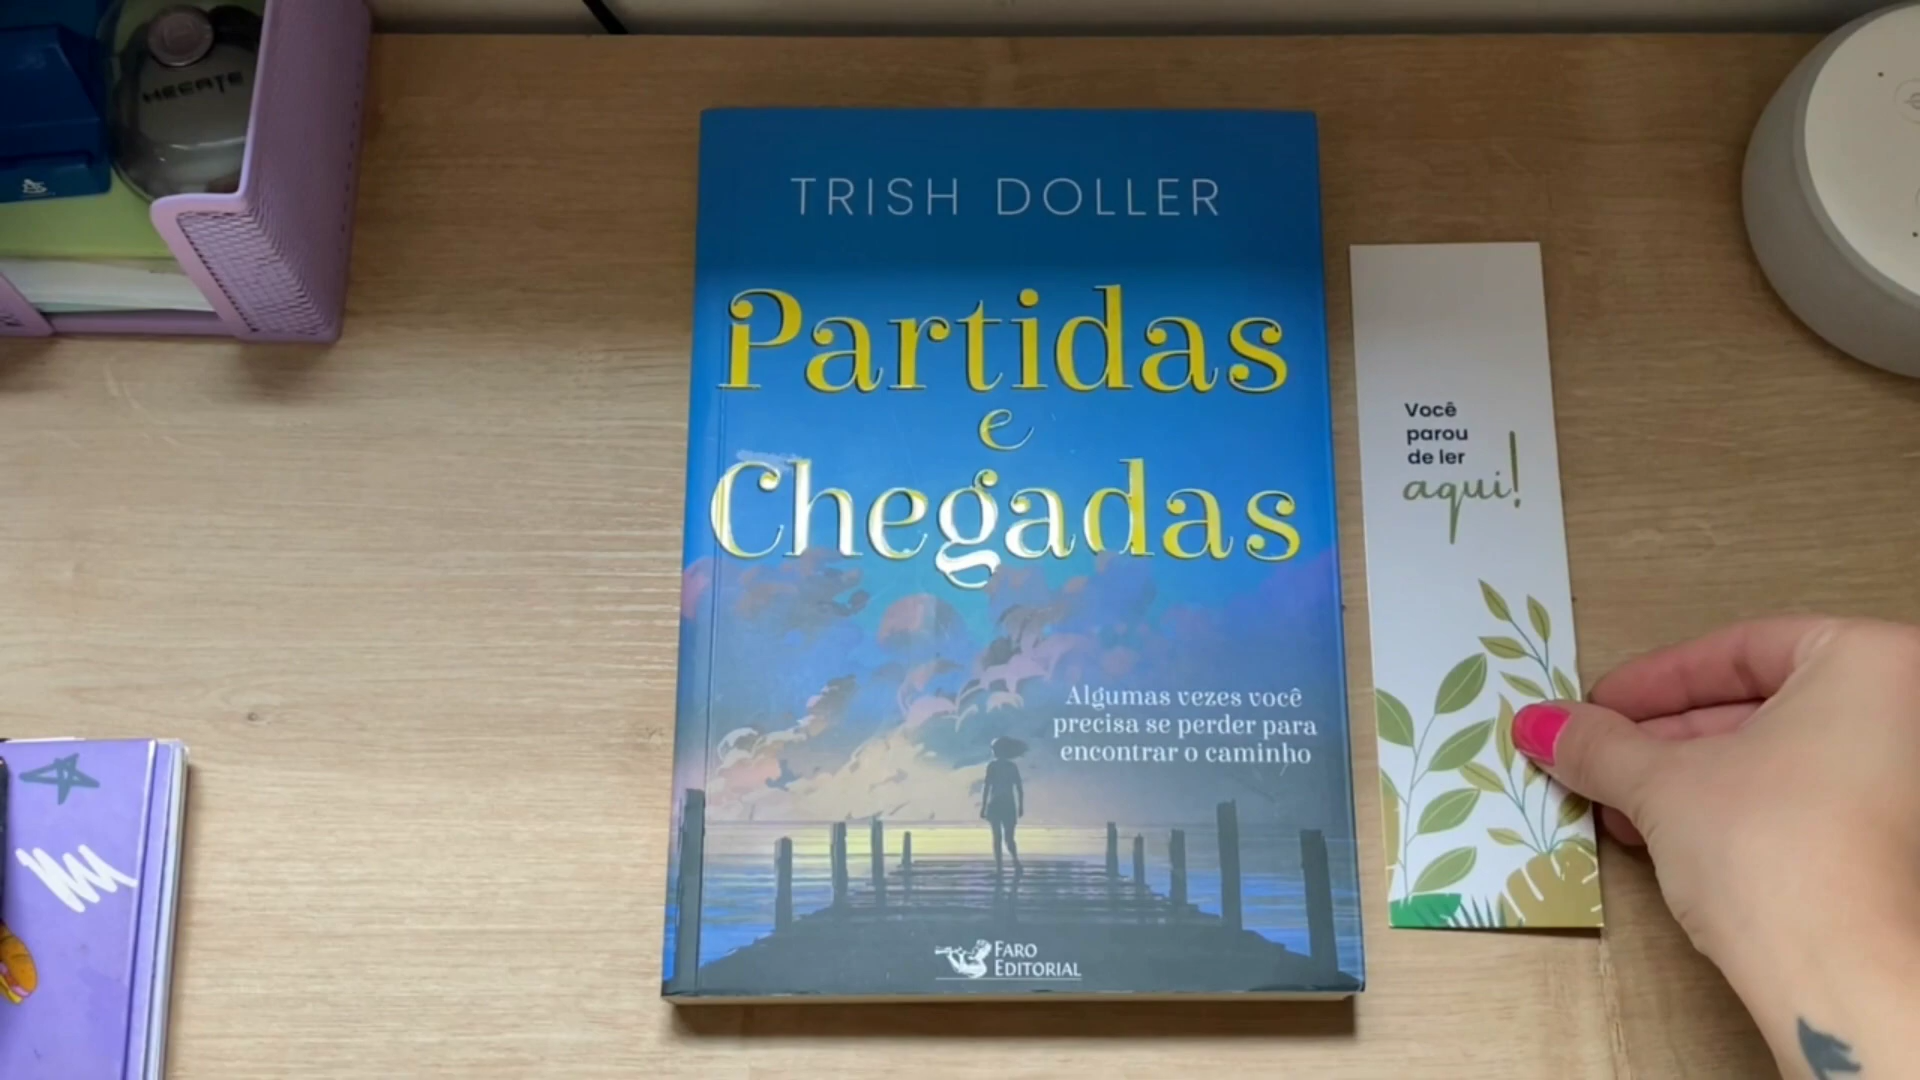 HECATE
TRISH DOLLER
Partidas
e
Chegadas
Algumas vezes você
precisa se perder para
encontrar o caminho
FARO
EDITORIAL
Você
parou
de ler
aqui!